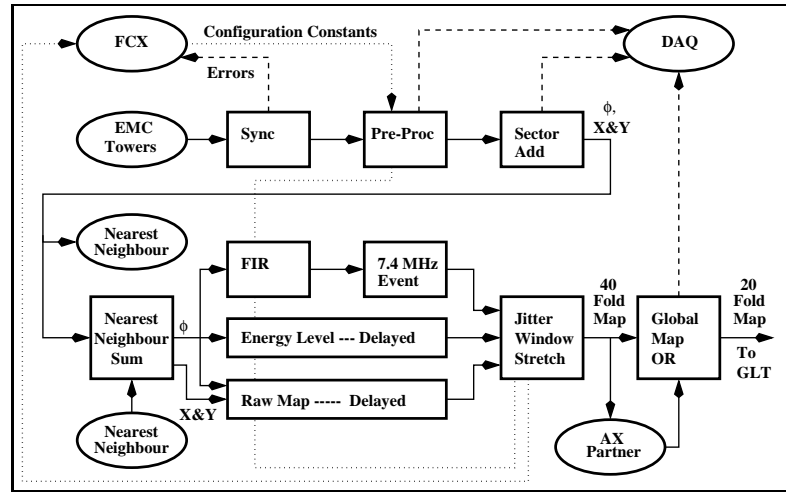 FCX
Configuration Constants
DAQ
Errors
EMC
Towers
Sync
Pre-Proc
Sector
Add
ϕ,
X&Y
Nearest
Neighbour
FIR
7.4 MHz
Event
40
Fold
Map
20
Fold
Map
Nearest
Neighbour
Sum
ϕ
Energy Level --- Delayed
Jitter
Window
Stretch
Global
Map
OR
To
GLT
X&Y
Raw Map ----- Delayed
Nearest
Neighbour
AX
Partner